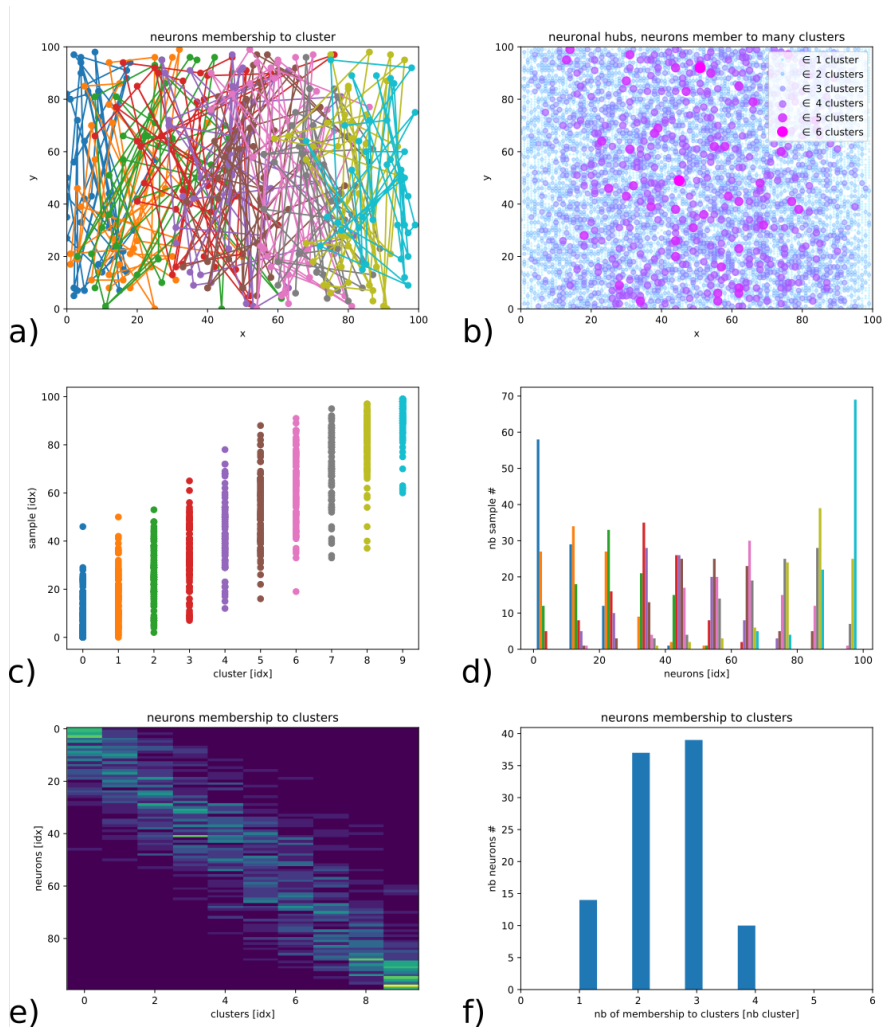 neurons membership to cluster
100
80
60
40
20
0
y
0 20 40 60 80 100
x
a)
neuronal hubs, neurons member to many clusters
100
80
60
40
20
0
y
∈ 1 cluster
∈ 2 clusters
∈ 3 clusters
∈ 4 clusters
∈ 5 clusters
∈ 6 clusters
0 20 40 60 80 100
x
b)
100
80
60
40
20
0
sample [idx]
0 1 2 3 4 5 6 7 8 9
cluster [idx]
c)
70
60
50
40
30
20
10
0
nb sample #
0 20 40 60 80 100
neurons [idx]
d)
neurons membership to clusters
0
20
40
60
80
neurons [idx]
0 2 4 6 8
clusters [idx]
e)
neurons membership to clusters
40
35
30
25
20
15
10
5
0
nb neurons #
0 1 2 3 4 5 6
nb of membership to clusters [nb cluster]
f)